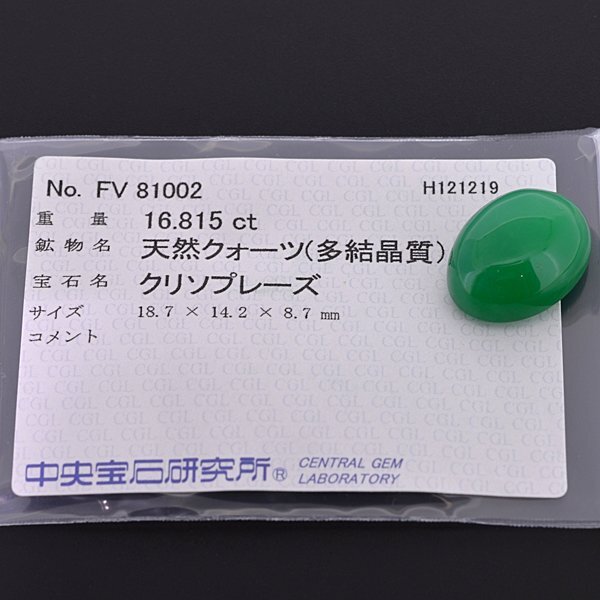 No. FV 81002 H121219
重量 16.815 ct
鉱物名 天然クォーツ(多結晶質)
宝石名 クリソプレーズ
サイズ 18.7 × 14.2 × 8.7 mm
コメント
中央宝石研究所® CENTRAL GEM
LABORATORY